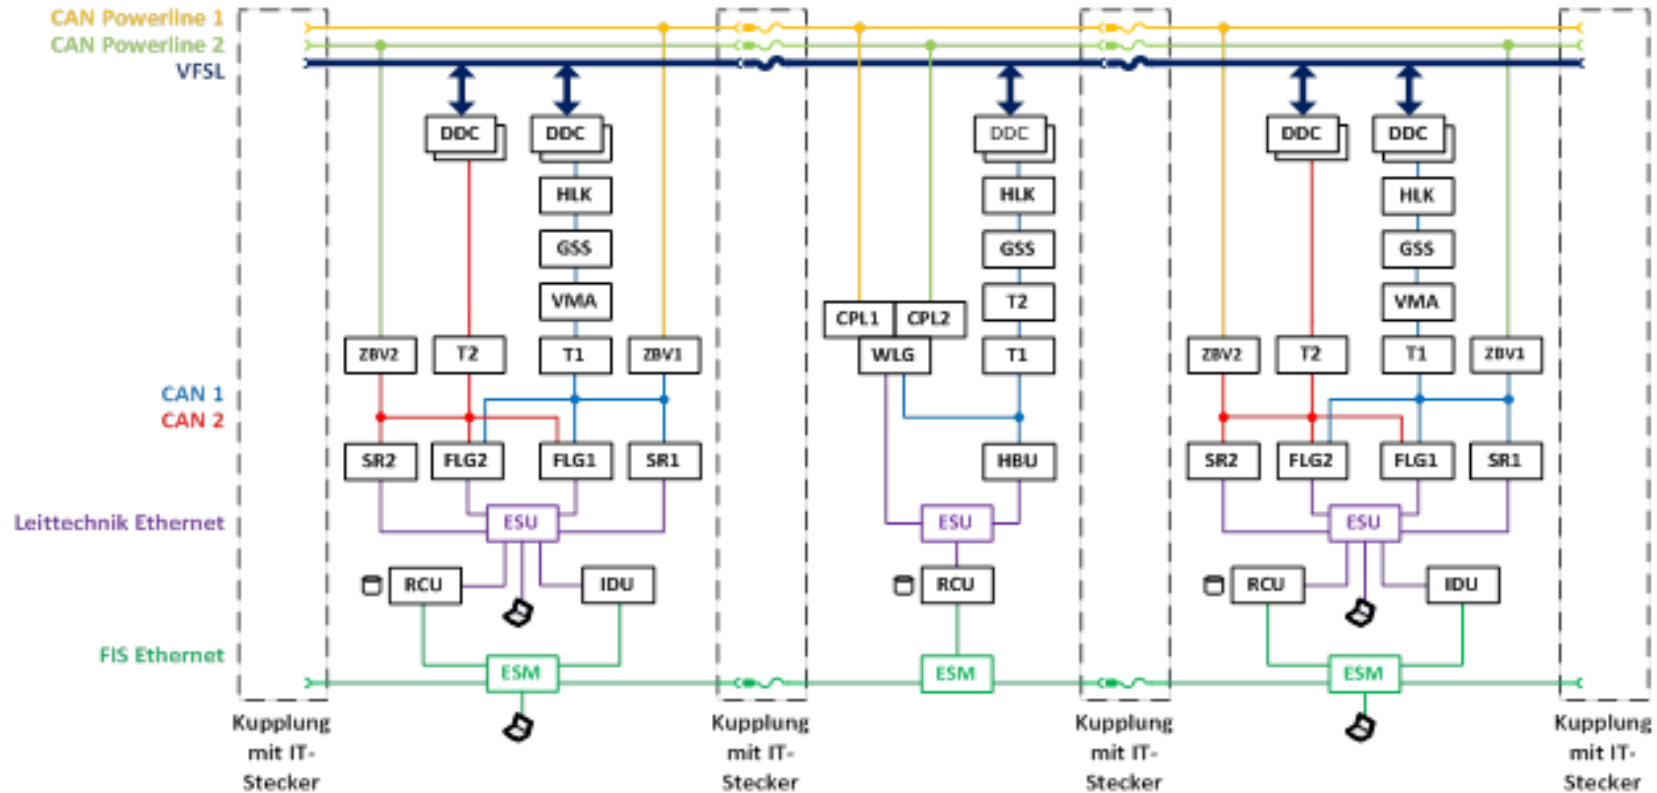 CAN Powerline 1
CAN Powerline 2
VFSL
DDC DDC DDC DDC DDC
HLK HLK HLK
GSS GSS GSS
VMA T2 VMA
CPL1 CPL2
ZBV2 T2 T1 ZBV1 WLG T1 ZBV2 T2 T1 ZBV1
CAN 1
CAN 2
SR2 FLG2 FLG1 SR1 HBU SR2 FLG2 FLG1 SR1
Leittechnik Ethernet ESU ESU ESU
RCU IDU RCU RCU IDU
FIS Ethernet
ESM ESM ESM
Kupplung Kupplung Kupplung Kupplung
mit IT- mit IT- mit IT- mit IT-
Stecker Stecker Stecker Stecker